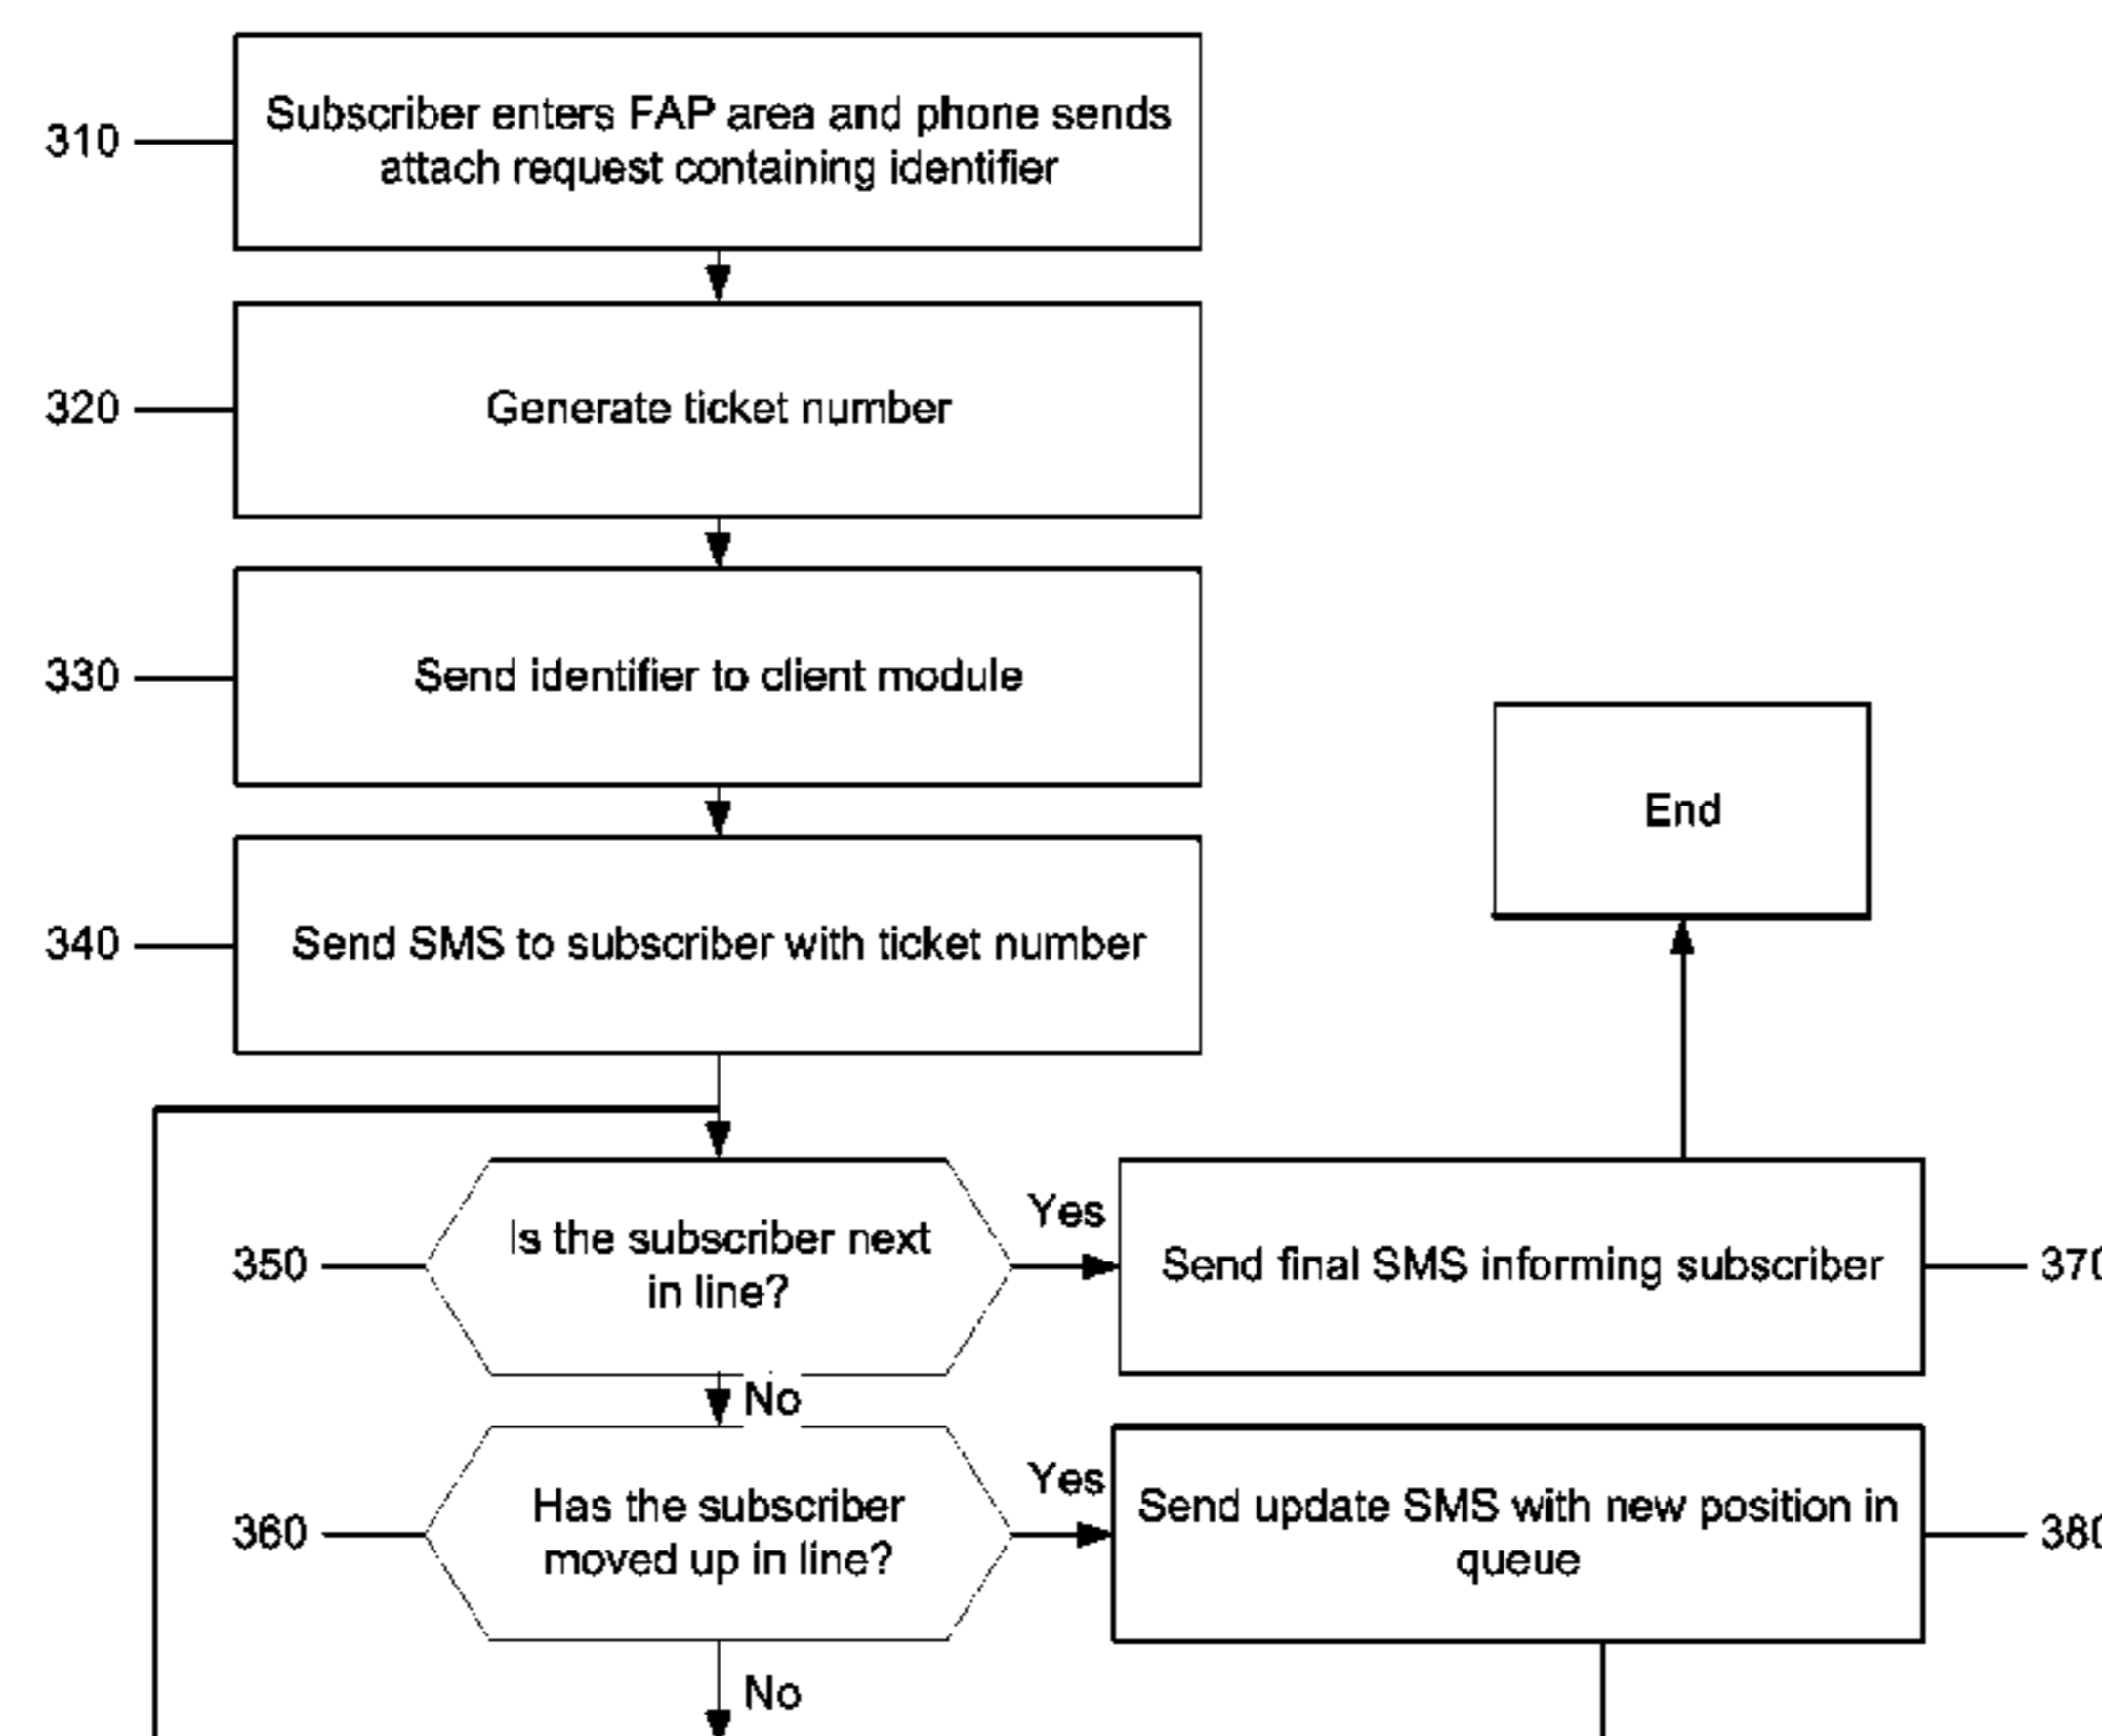 310
Subscriber enters FAP area and phone sends
attach request containing identifier
320
Generate ticket number
330
Send identifier to client module
End
340
Send SMS to subscriber with ticket number
350
Is the subscriber next
in line?
Yes
Send final SMS informing subscriber
370
No
360
Has the subscriber
moved up in line?
Yes
Send update SMS with new position in
queue
380
No